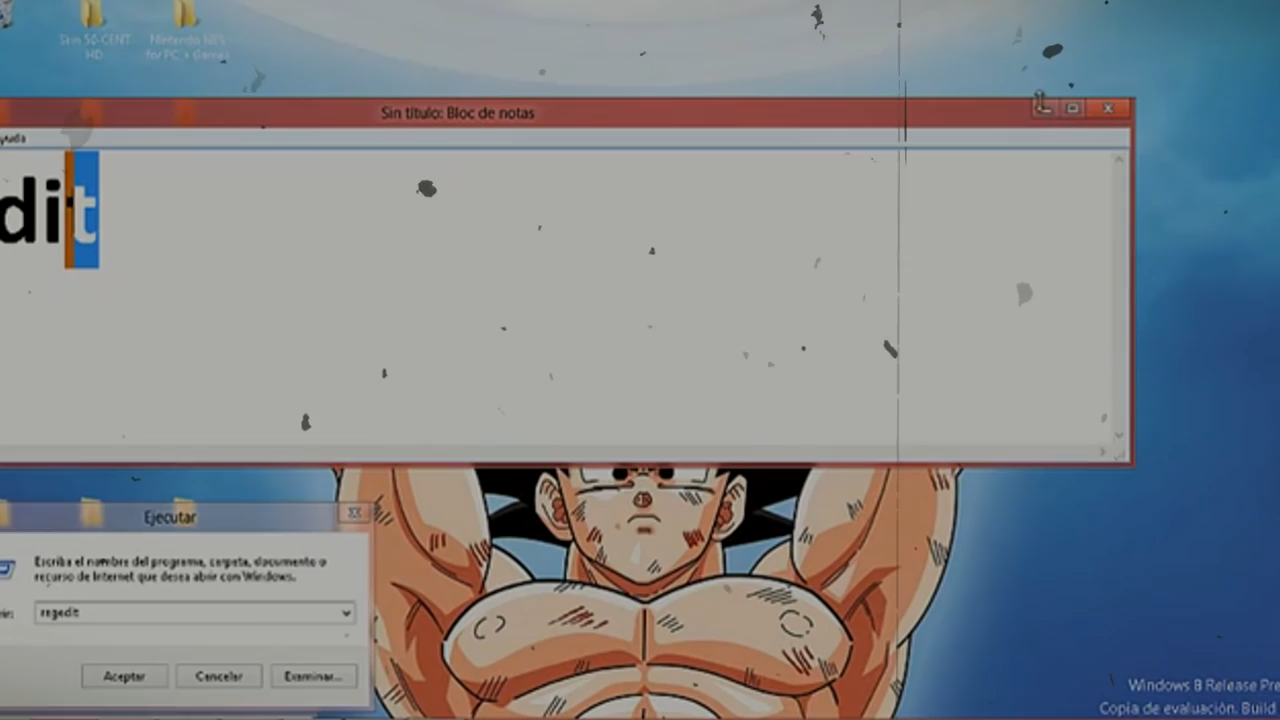 Skin 50-CENT
HD
Nintendo NES
for PC + Games
Sin título: Bloc de notas
yuda
dit
Ejecutar
Escriba el nombre del programa, carpeta, documento o
recurso de Internet que desea abrir con Windows.
regedit
Aceptar
Cancelar
Examinar...
Windows 8 Release Pre
Copia de evaluación. Build